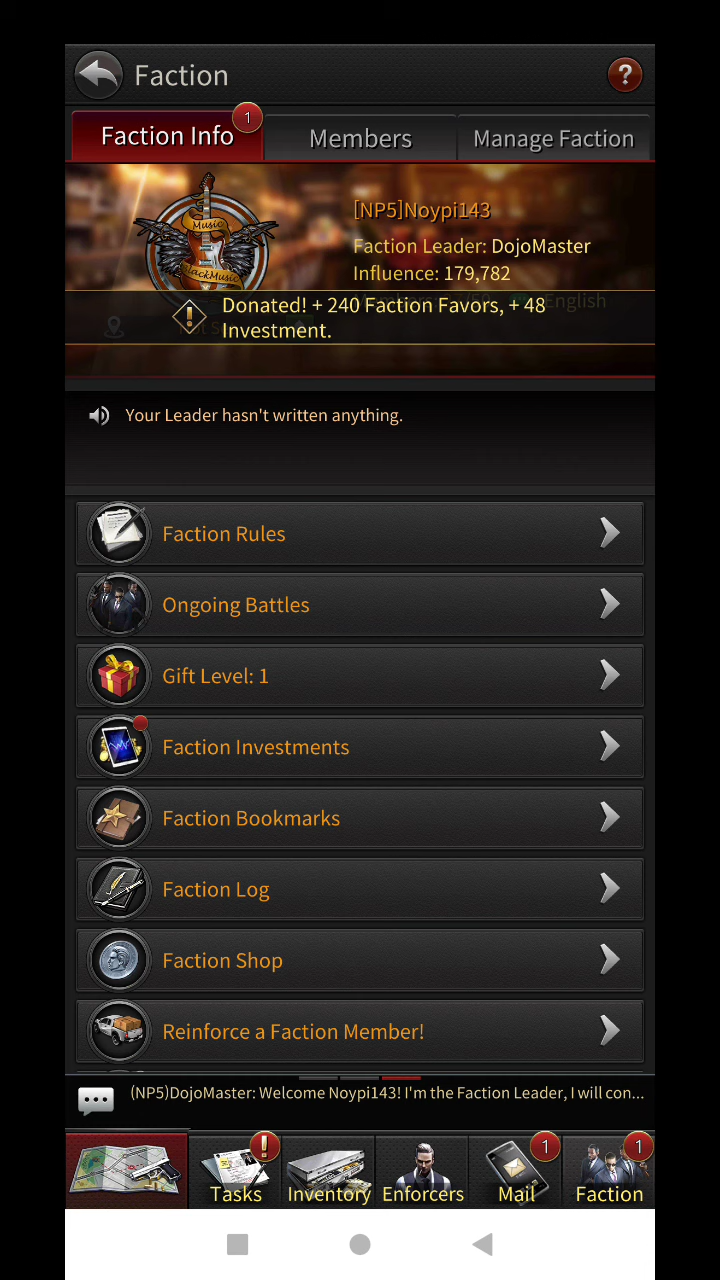 Faction
?
Faction Info
1
Members
Manage Faction
Music
BlackMusic
[NP5]Noypi143
Faction Leader: DojoMaster
Influence: 179,782
English
Donated! + 240 Faction Favors, + 48
Investment.
Your Leader hasn't written anything.
Faction Rules
Ongoing Battles
Gift Level: 1
Faction Investments
Faction Bookmarks
Faction Log
Faction Shop
Reinforce a Faction Member!
(NP5)DojoMaster: Welcome Noypi143! I'm the Faction Leader, I will con...
!
1
1
Tasks
Inventory
Enforcers
Mail
Faction